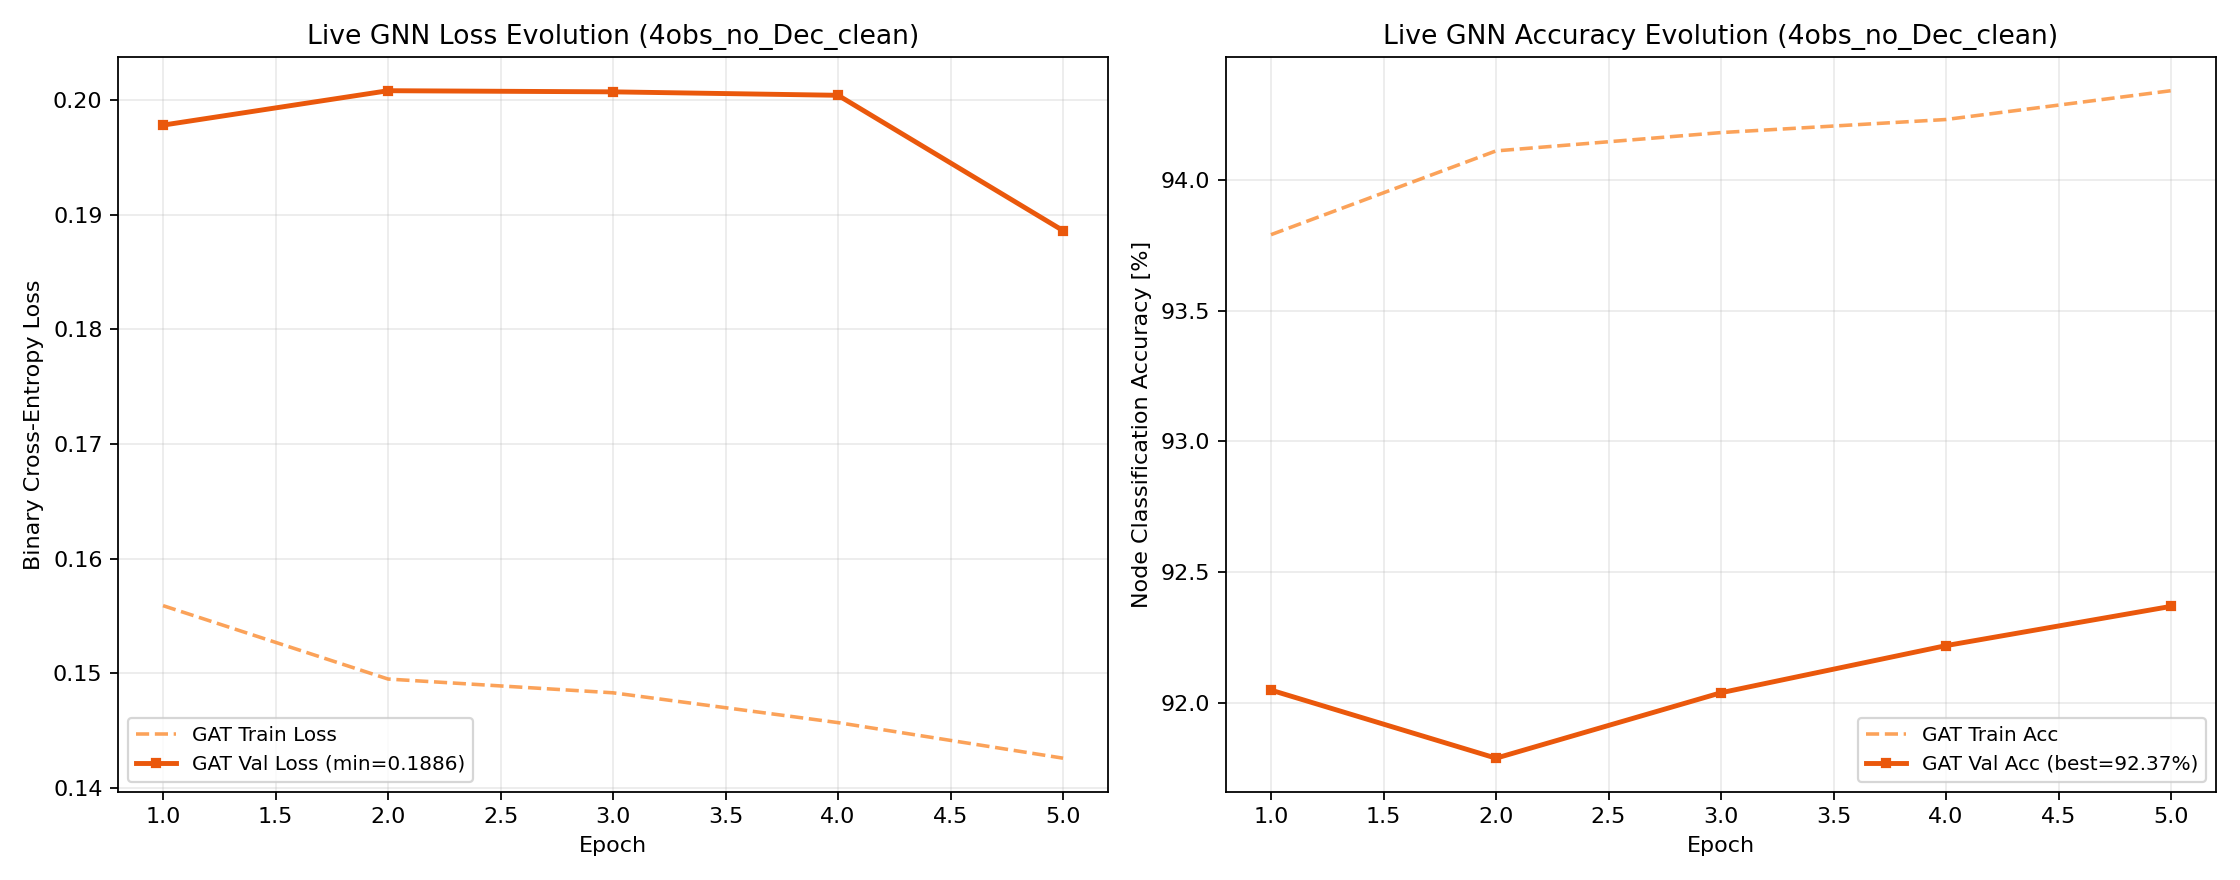 Live GNN Loss Evolution (4obs_no_Dec_clean)
Binary Cross-Entropy Loss
0.20
0.19
0.18
0.17
0.16
0.15
0.14
GAT Train Loss
GAT Val Loss (min=0.1886)
1.0 1.5 2.0 2.5 3.0 3.5 4.0 4.5 5.0
Epoch
Live GNN Accuracy Evolution (4obs_no_Dec_clean)
Node Classification Accuracy [%]
94.0
93.5
93.0
92.5
92.0
GAT Train Acc
GAT Val Acc (best=92.37%)
1.0 1.5 2.0 2.5 3.0 3.5 4.0 4.5 5.0
Epoch